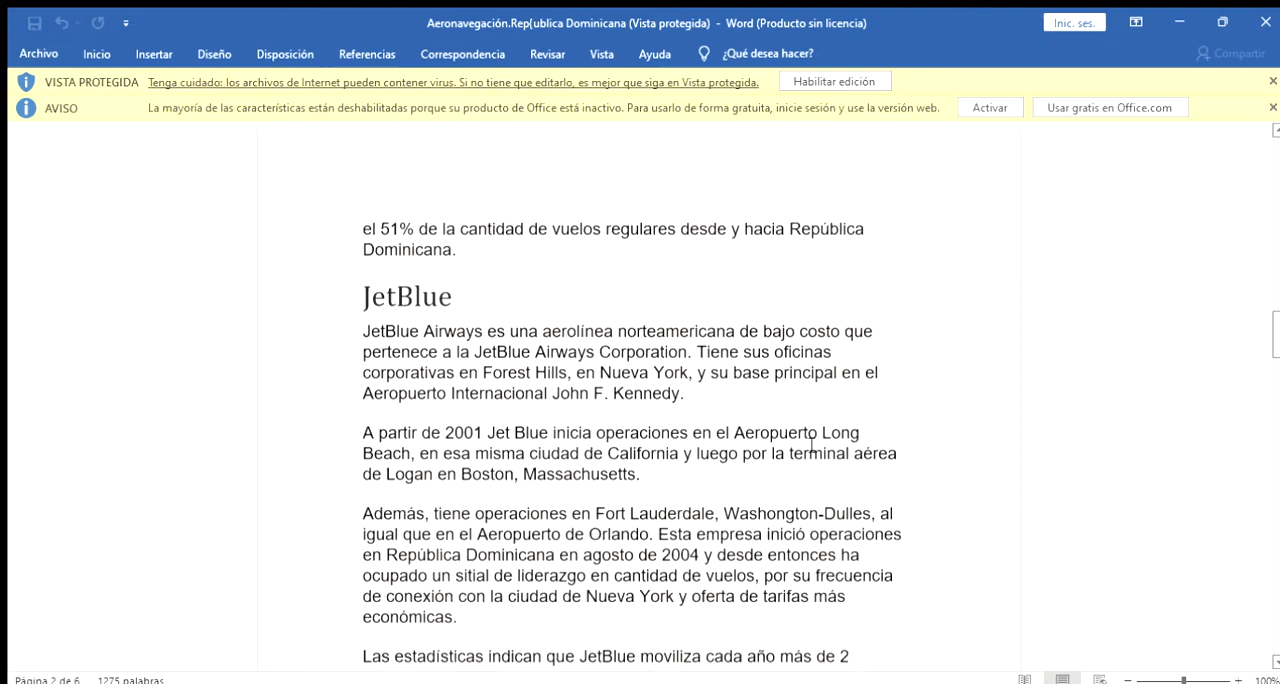 Aeronavegación.Rep{ublica Dominicana (Vista protegida) - Word (Producto sin licencia)
Inic. ses.
Archivo Inicio Insertar Diseño Disposición Referencias Correspondencia Revisar Vista Ayuda ¿Qué desea hacer? Compartir
VISTA PROTEGIDA Tenga cuidado: los archivos de Internet pueden contener virus. Si no tiene que editarlo, es mejor que siga en Vista protegida. Habilitar edición
AVISO La mayoría de las características están deshabilitadas porque su producto de Office está inactivo. Para usarlo de forma gratuita, inicie sesión y use la versión web. Activar Usar gratis en Office.com
el 51% de la cantidad de vuelos regulares desde y hacia República
Dominicana.
JetBlue
JetBlue Airways es una aerolínea norteamericana de bajo costo que
pertenece a la JetBlue Airways Corporation. Tiene sus oficinas
corporativas en Forest Hills, en Nueva York, y su base principal en el
Aeropuerto Internacional John F. Kennedy.
A partir de 2001 Jet Blue inicia operaciones en el Aeropuerto Long
Beach, en esa misma ciudad de California y luego por la terminal aérea
de Logan en Boston, Massachusetts.
Además, tiene operaciones en Fort Lauderdale, Washongton-Dulles, al
igual que en el Aeropuerto de Orlando. Esta empresa inició operaciones
en República Dominicana en agosto de 2004 y desde entonces ha
ocupado un sitial de liderazgo en cantidad de vuelos, por su frecuencia
de conexión con la ciudad de Nueva York y oferta de tarifas más
económicas.
Las estadísticas indican que JetBlue moviliza cada año más de 2
Página 2 de 6 1275 palabras 100%